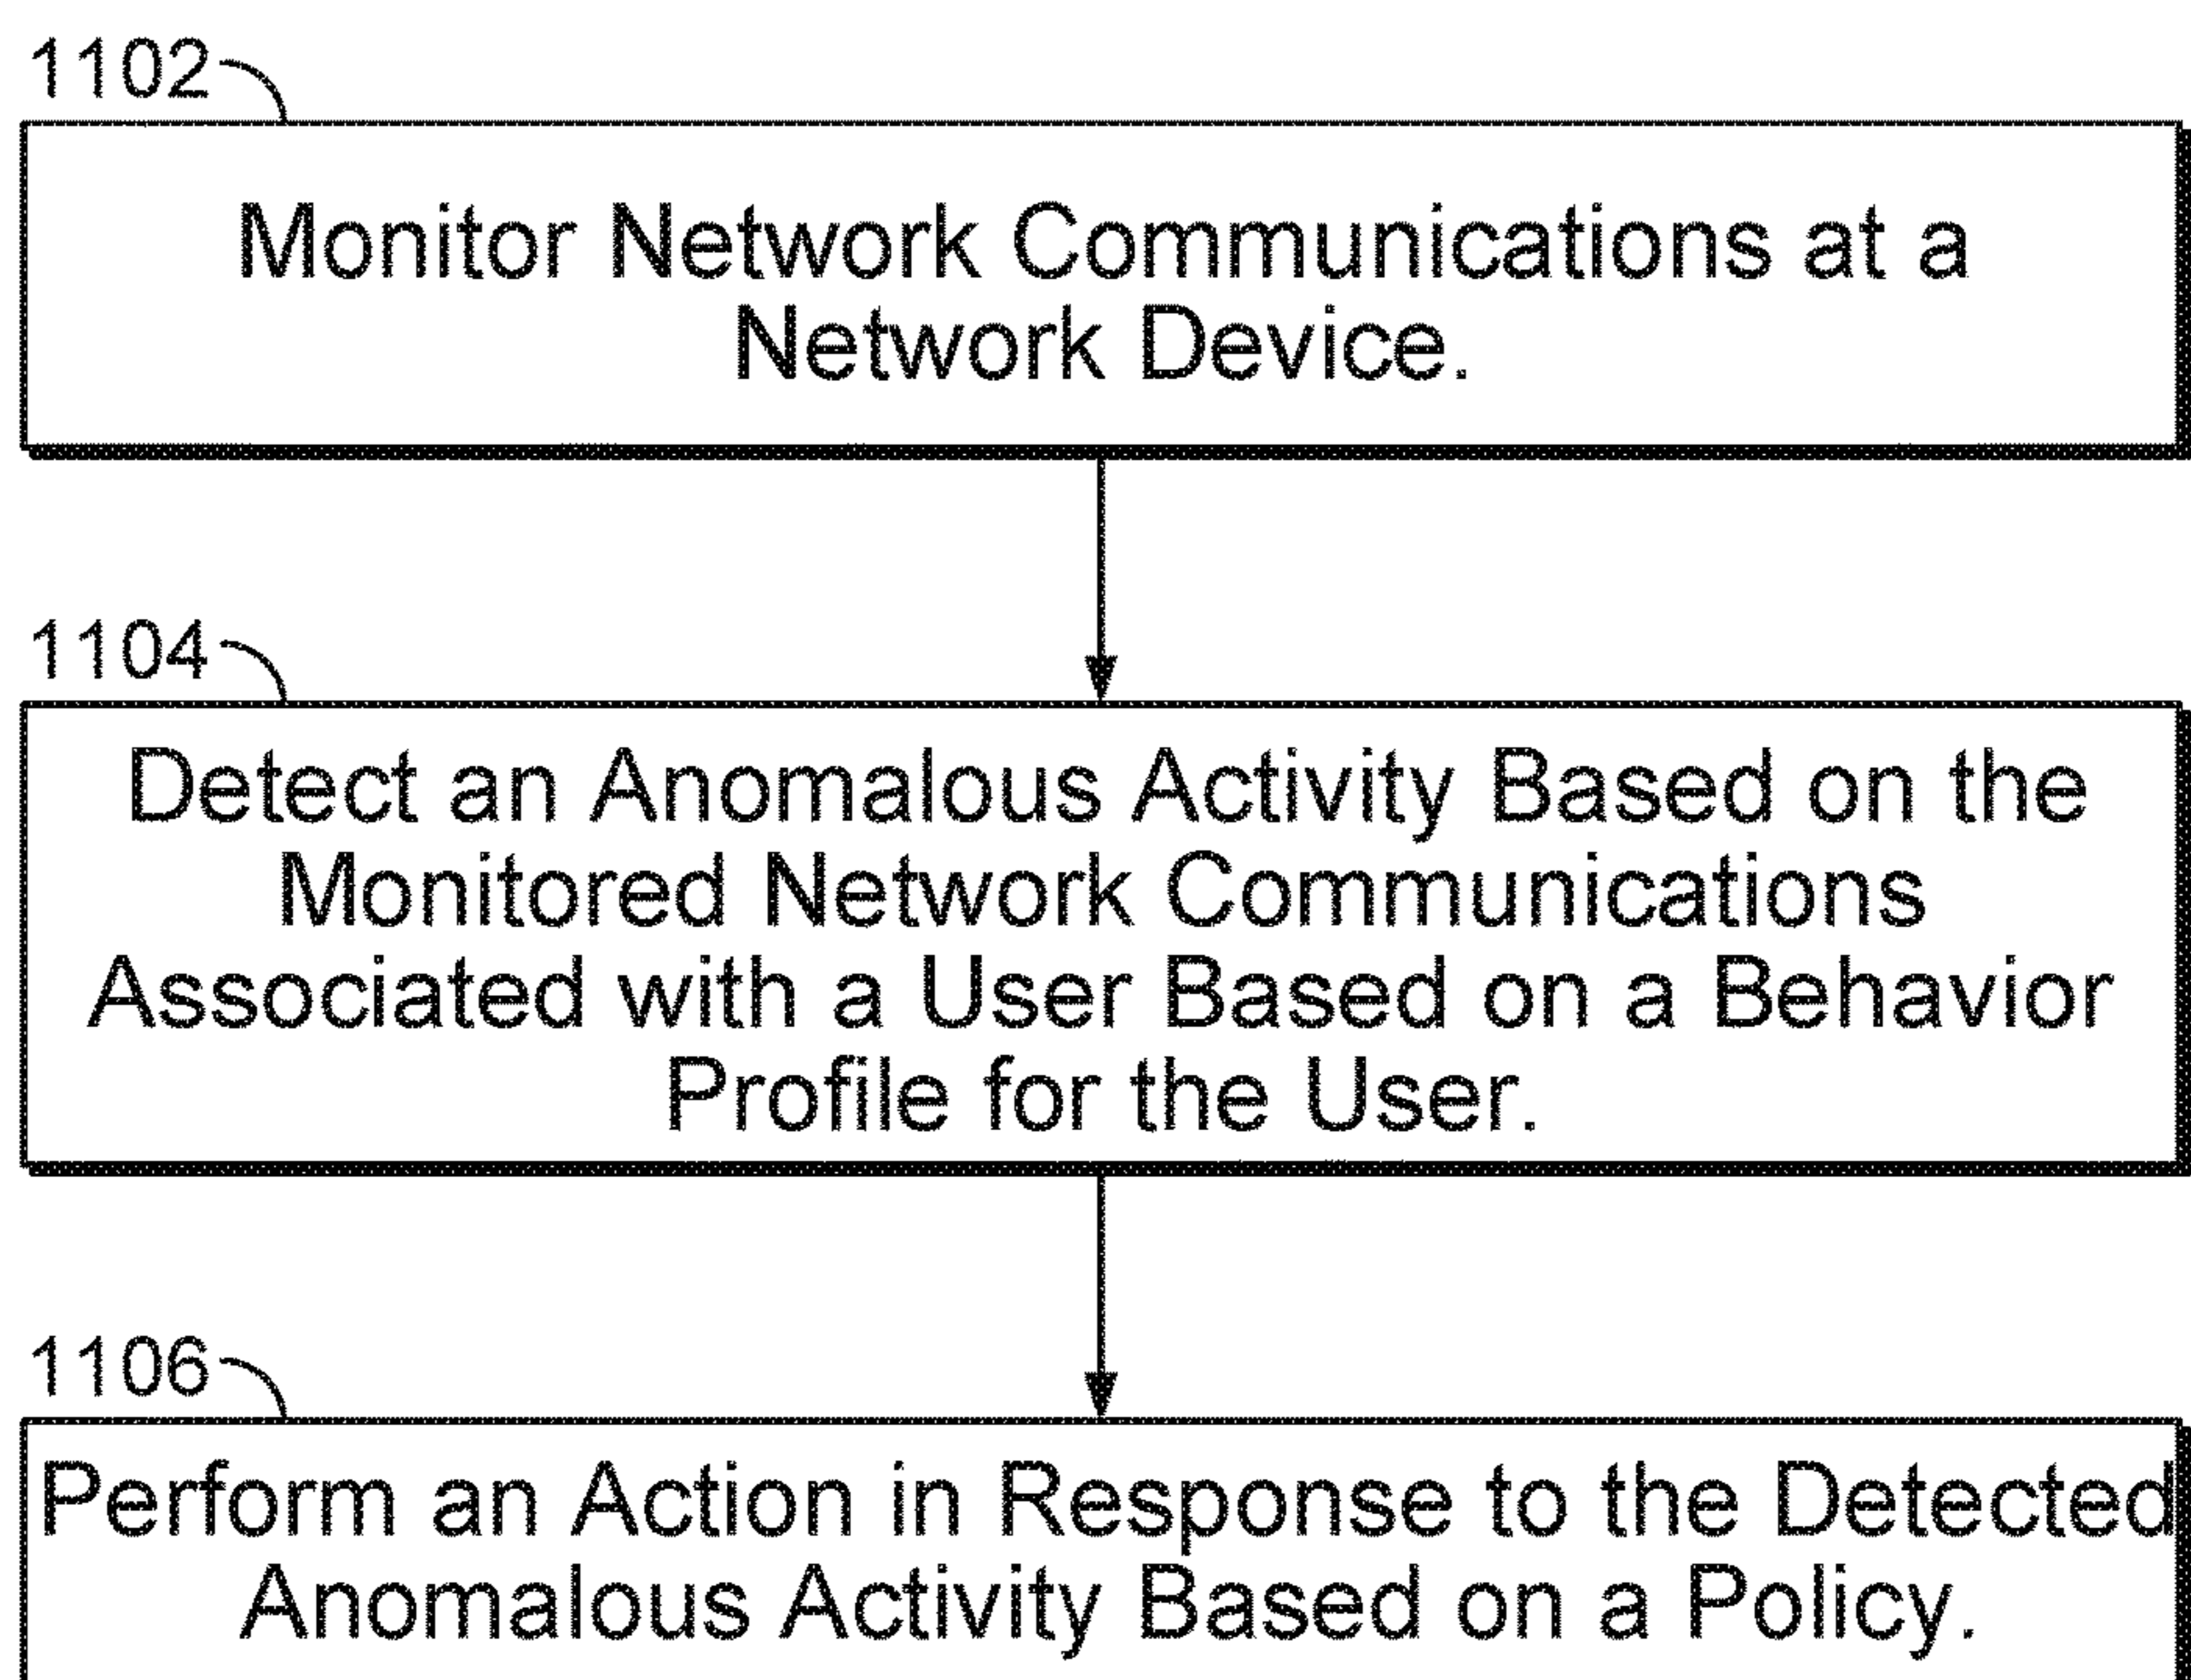 1102
Monitor Network Communications at a
Network Device.
1104
Detect an Anomalous Activity Based on the
Monitored Network Communications
Associated with a User Based on a Behavior
Profile for the User.
1106
Perform an Action in Response to the Detected
Anomalous Activity Based on a Policy.